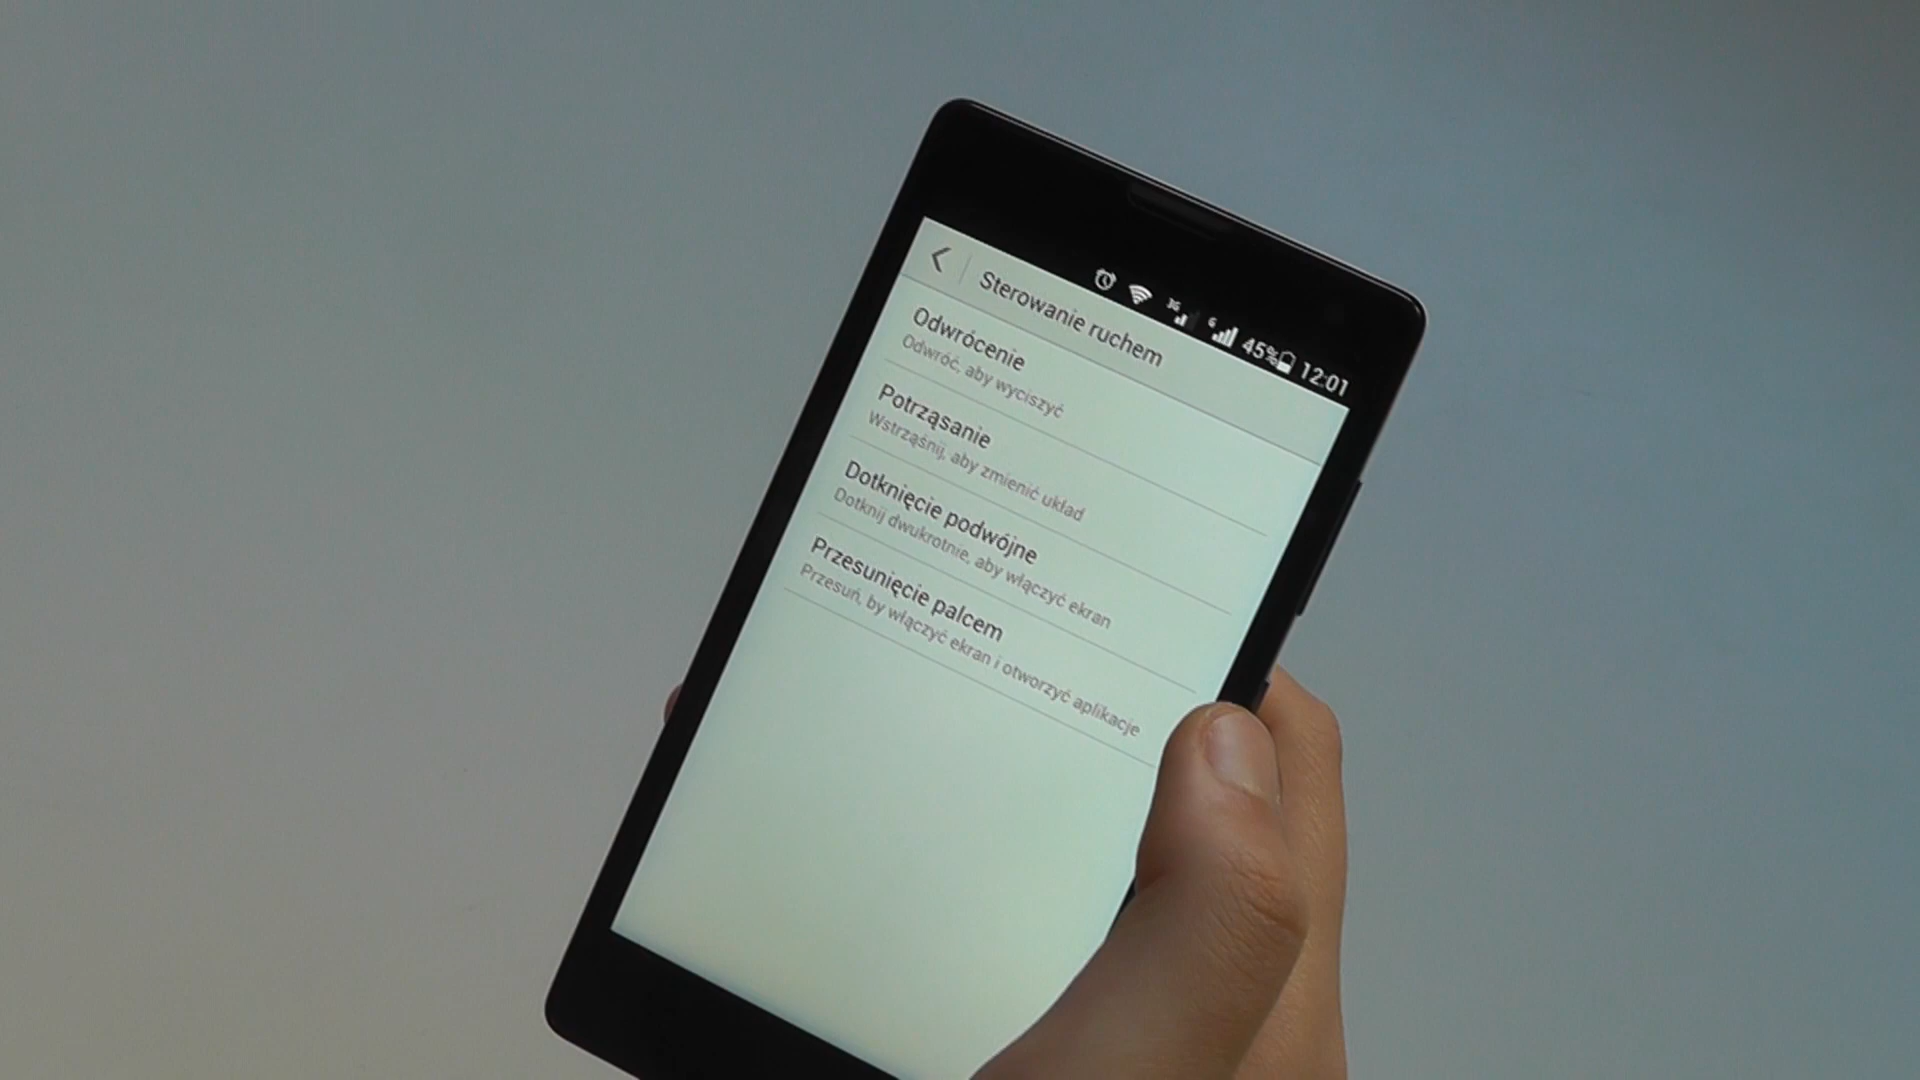 3G G 45% 12:01
Sterowanie ruchem
Odwrócenie
Odwróć, aby wyciszyć
Potrząsanie
Wstrząśnij, aby zmienić układ
Dotknięcie podwójne
Dotknij dwukrotnie, aby włączyć ekran
Przesunięcie palcem
Przesuń, by włączyć ekran i otworzyć aplikacje